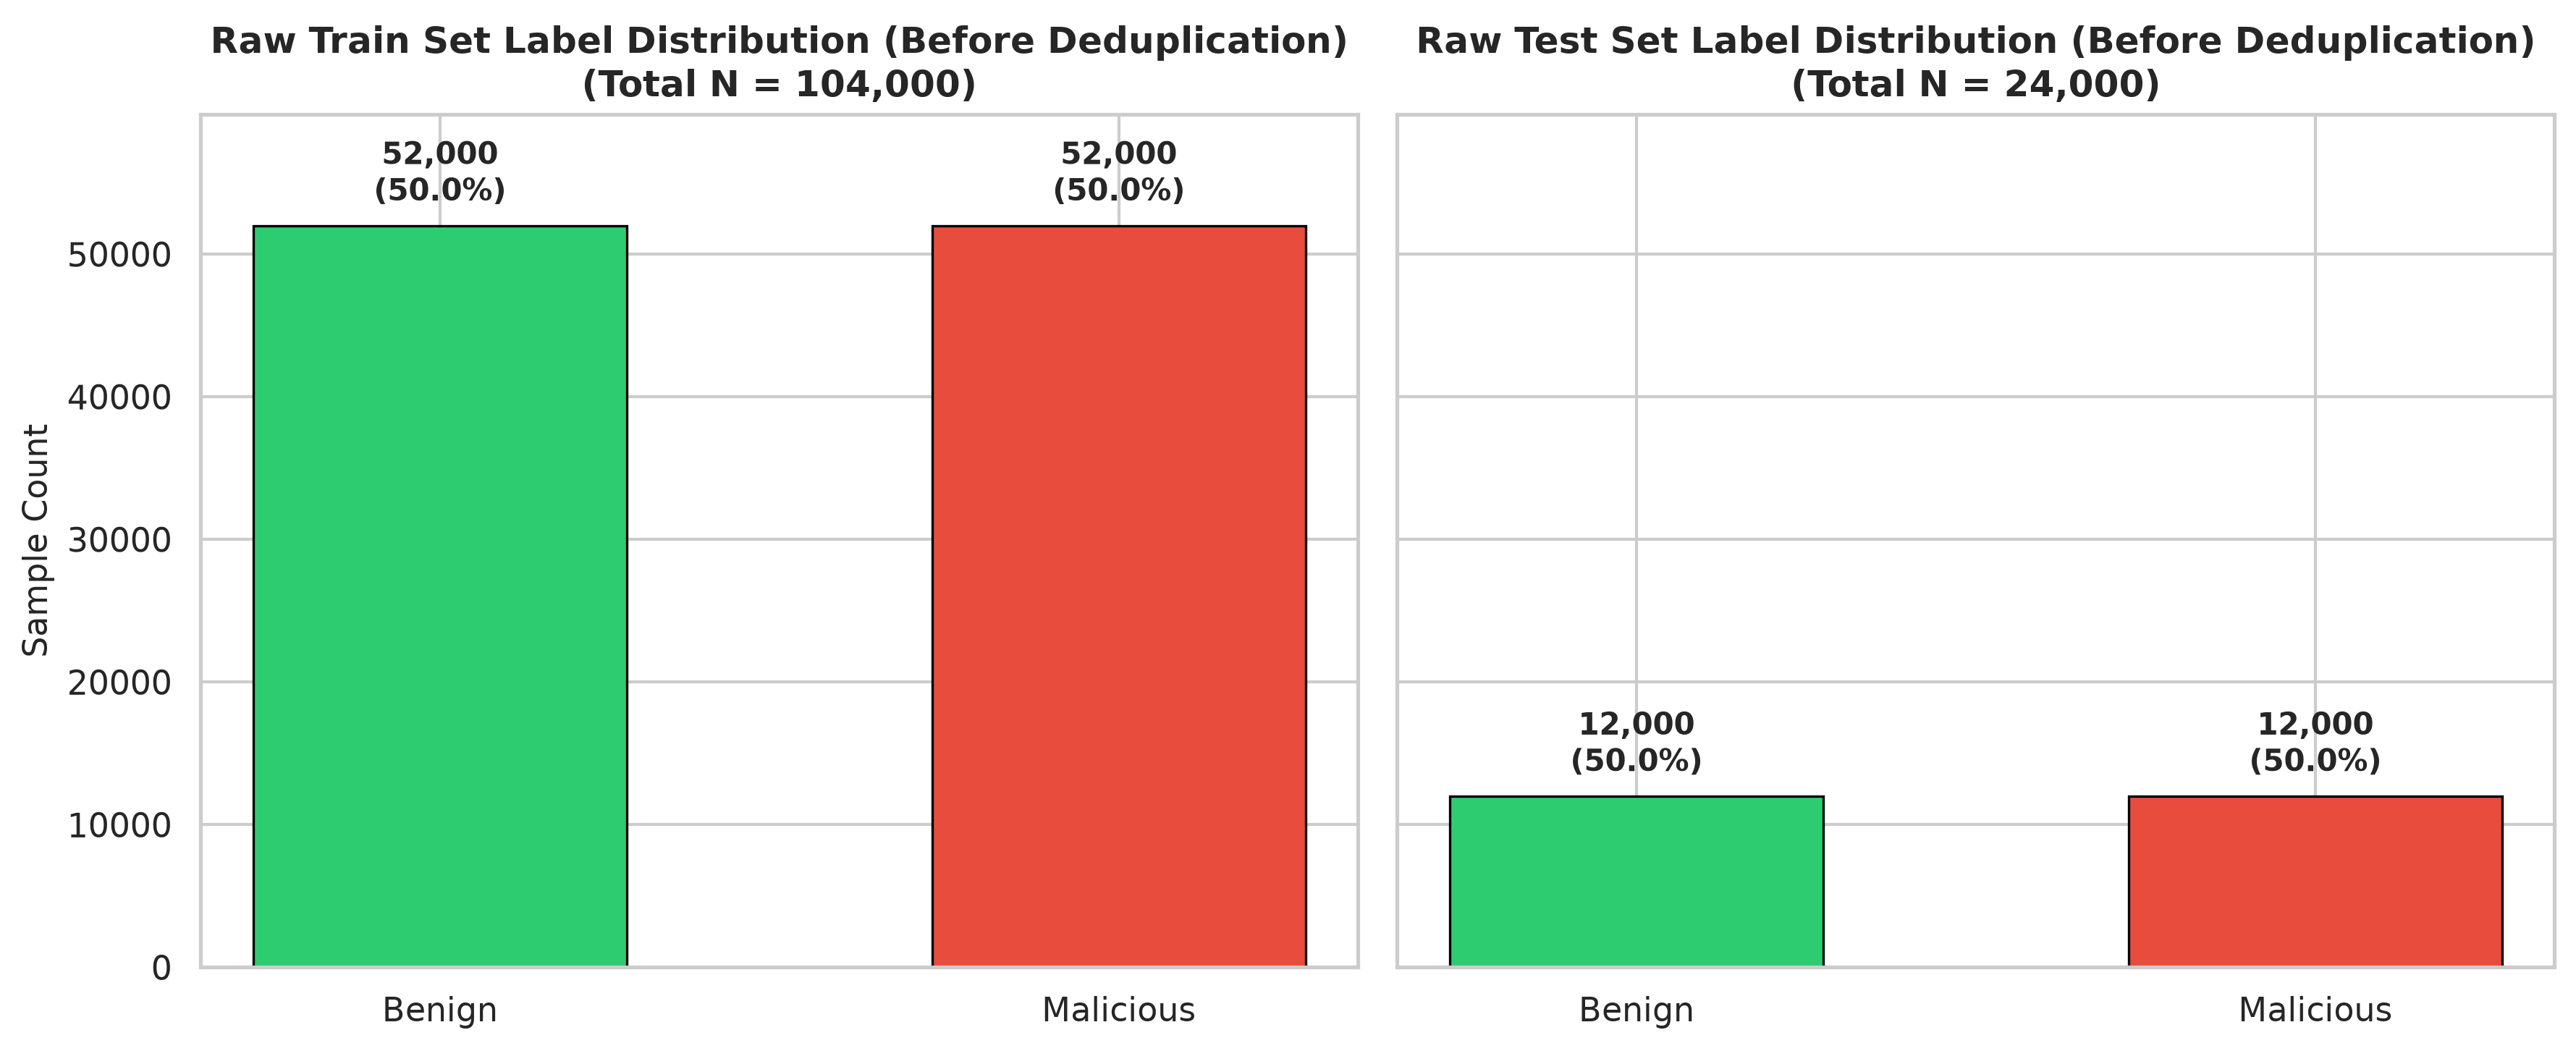 Raw Train Set Label Distribution (Before Deduplication)
(Total N = 104,000)
52,000
(50.0%)
52,000
(50.0%)
50000
40000
30000
20000
10000
0
Sample Count
Benign
Malicious
Raw Test Set Label Distribution (Before Deduplication)
(Total N = 24,000)
12,000
(50.0%)
12,000
(50.0%)
Benign
Malicious